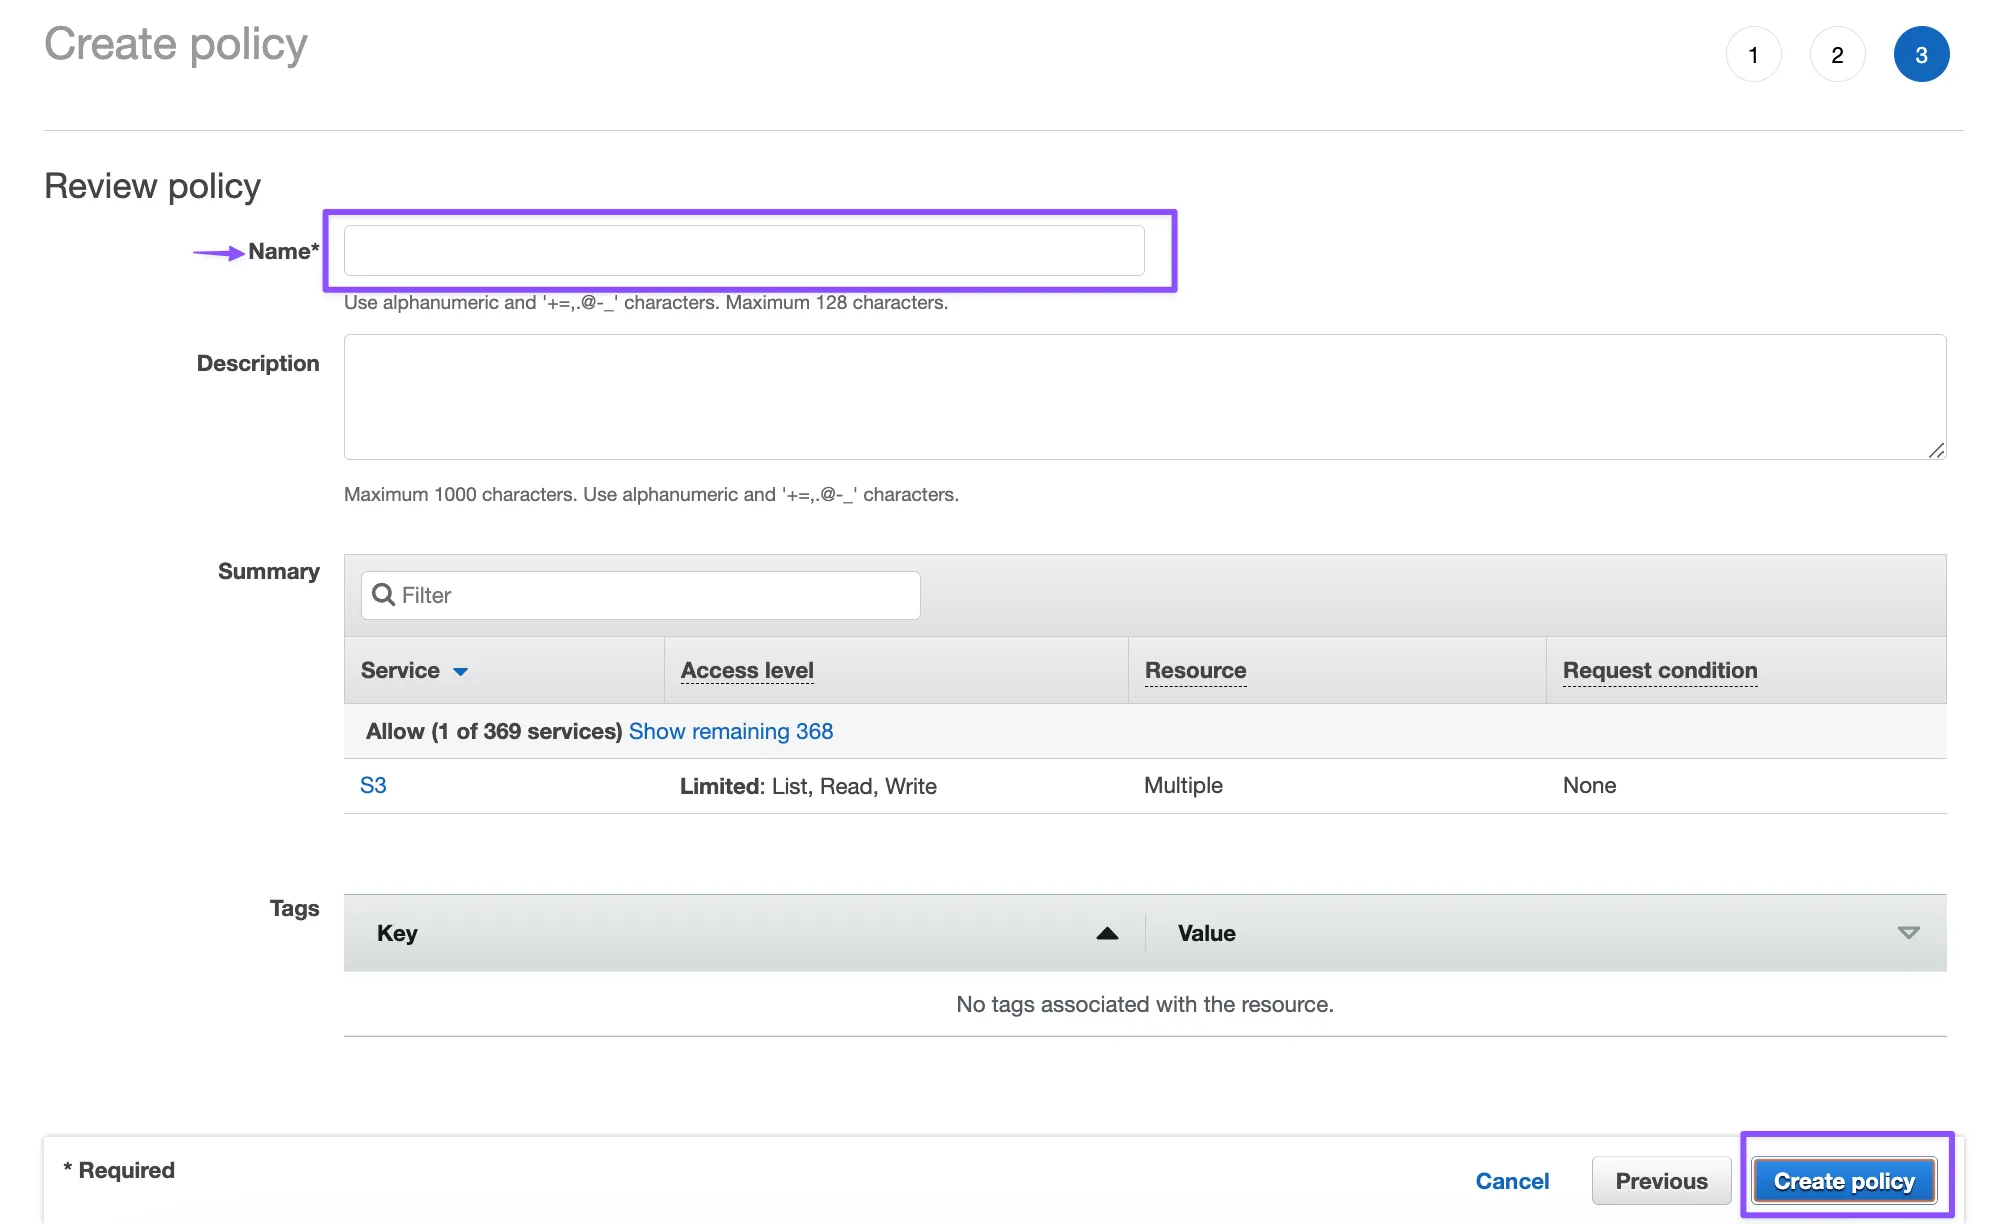 Create policy
1 2 3
Review policy
Name*
Use alphanumeric and '+=,.@-_' characters. Maximum 128 characters.
Description
Maximum 1000 characters. Use alphanumeric and '+=,.@-_' characters.
Summary
Filter
Service Access level Resource Request condition
Allow (1 of 369 services) Show remaining 368
S3 Limited: List, Read, Write Multiple None
Tags
Key Value
No tags associated with the resource.
* Required
Cancel Previous Create policy